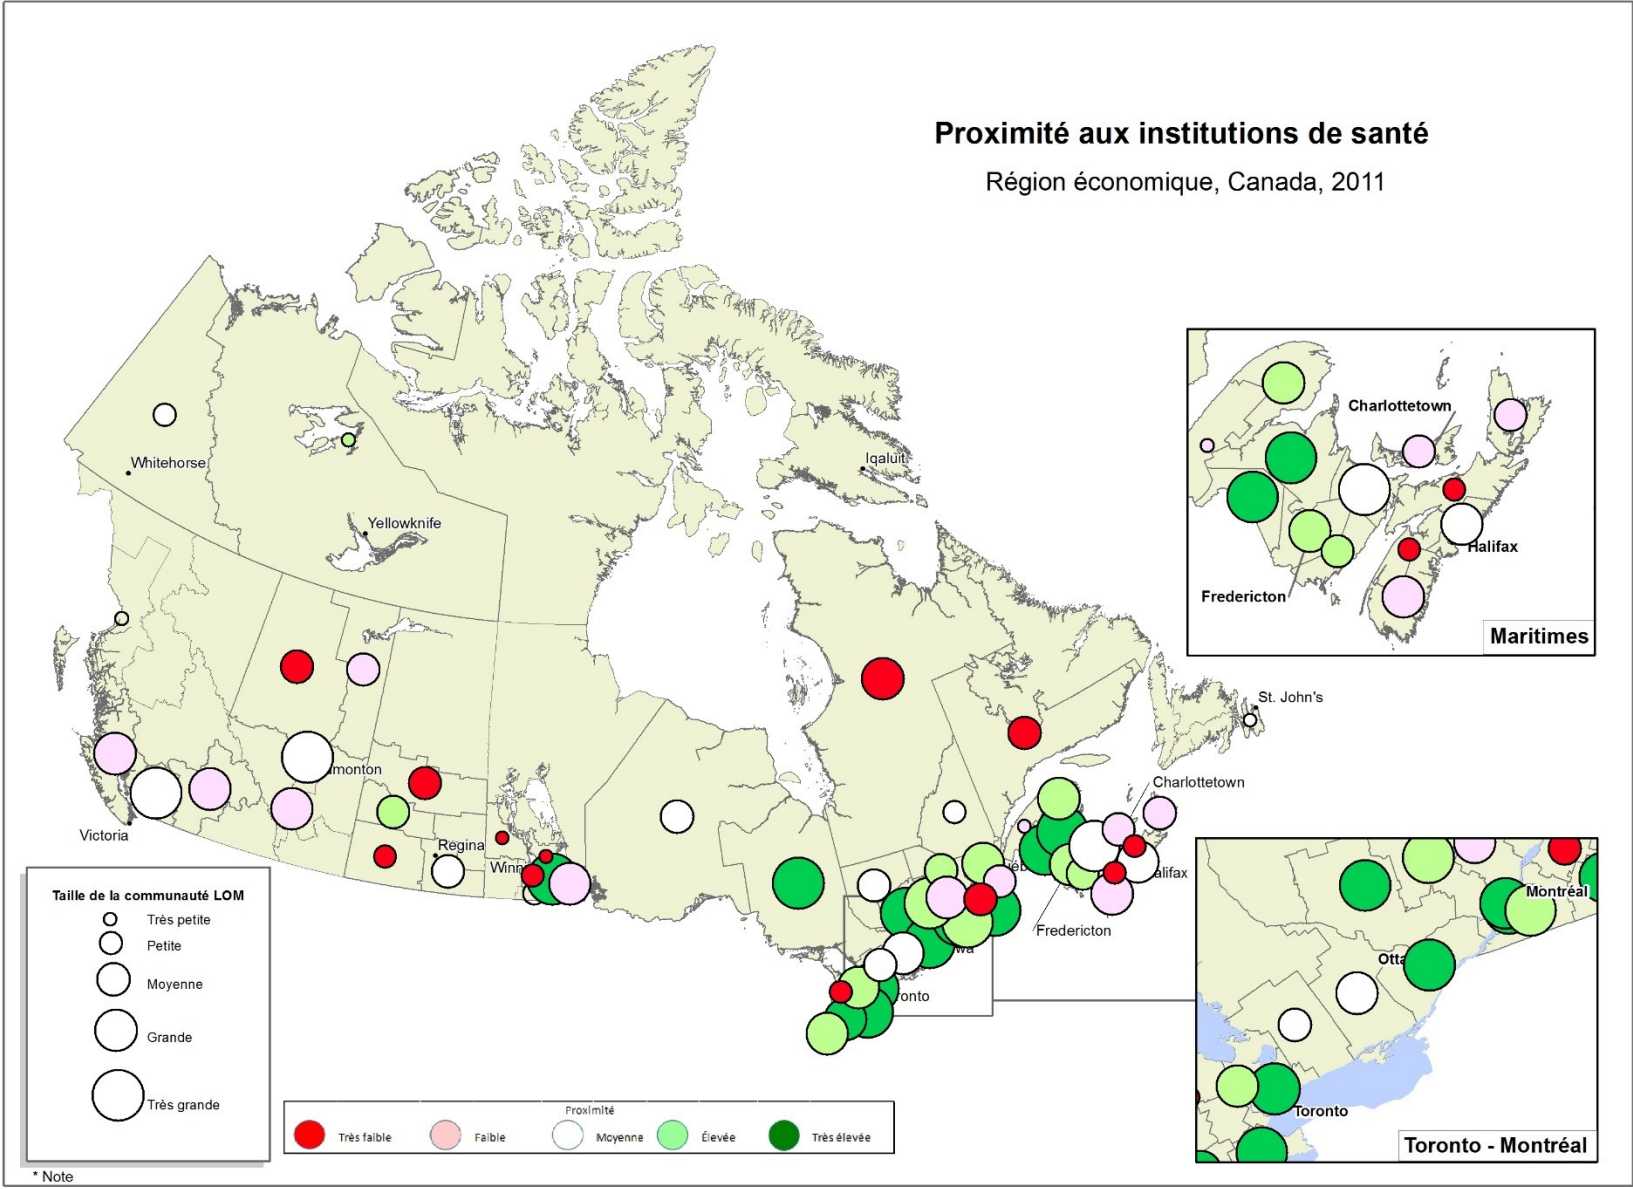 Proximité aux institutions de santé
Région économique, Canada, 2011
Whitehorse
Yellowknife
Iqaluit
St. John's
Charlottetown
Victoria
monton
Regina
Winn
éb
alifax
Fredericton
wa
ronto
Charlottetown
Halifax
Fredericton
Maritimes
Montréal
Otta
Toronto
Toronto - Montréal
Taille de la communauté LOM
Très petite
Petite
Moyenne
Grande
Très grande
Proximité
Très faible
Faible
Moyenne
Élevée
Très élevée
* Note